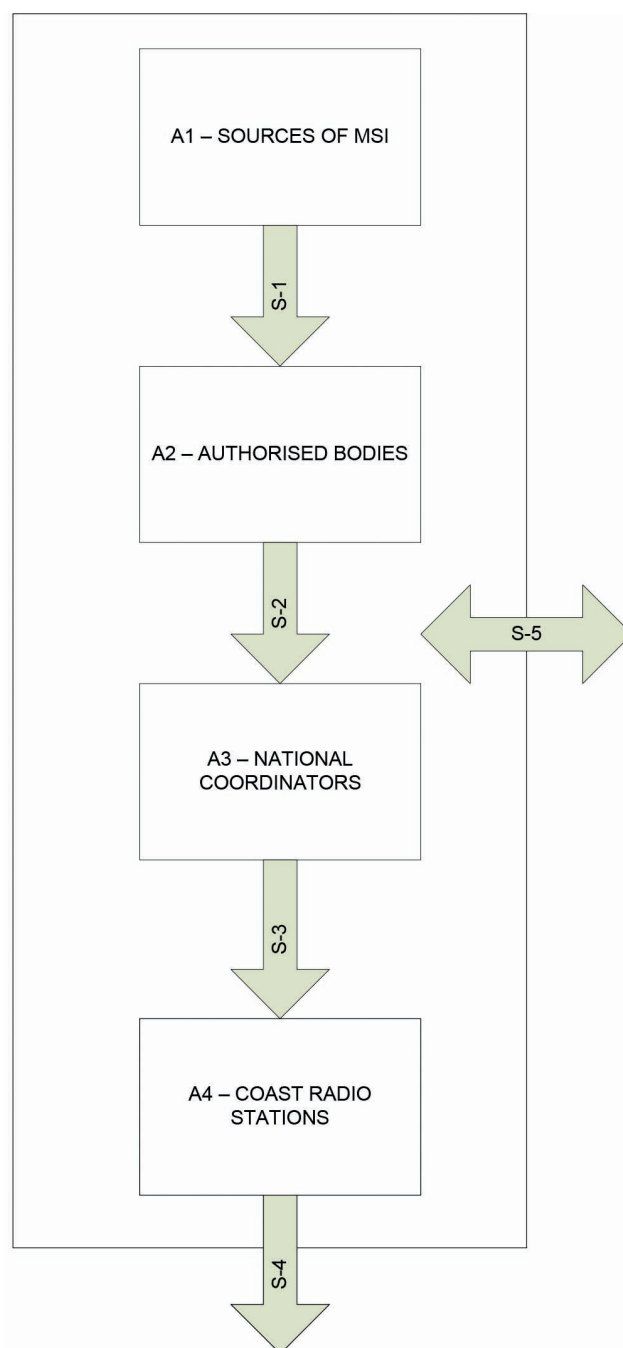 A1 – SOURCES OF MSI
S-1
A2 – AUTHORISED BODIES
S-2
S-5
A3 – NATIONAL
COORDINATORS
S-3
A4 – COAST RADIO
STATIONS
S-4